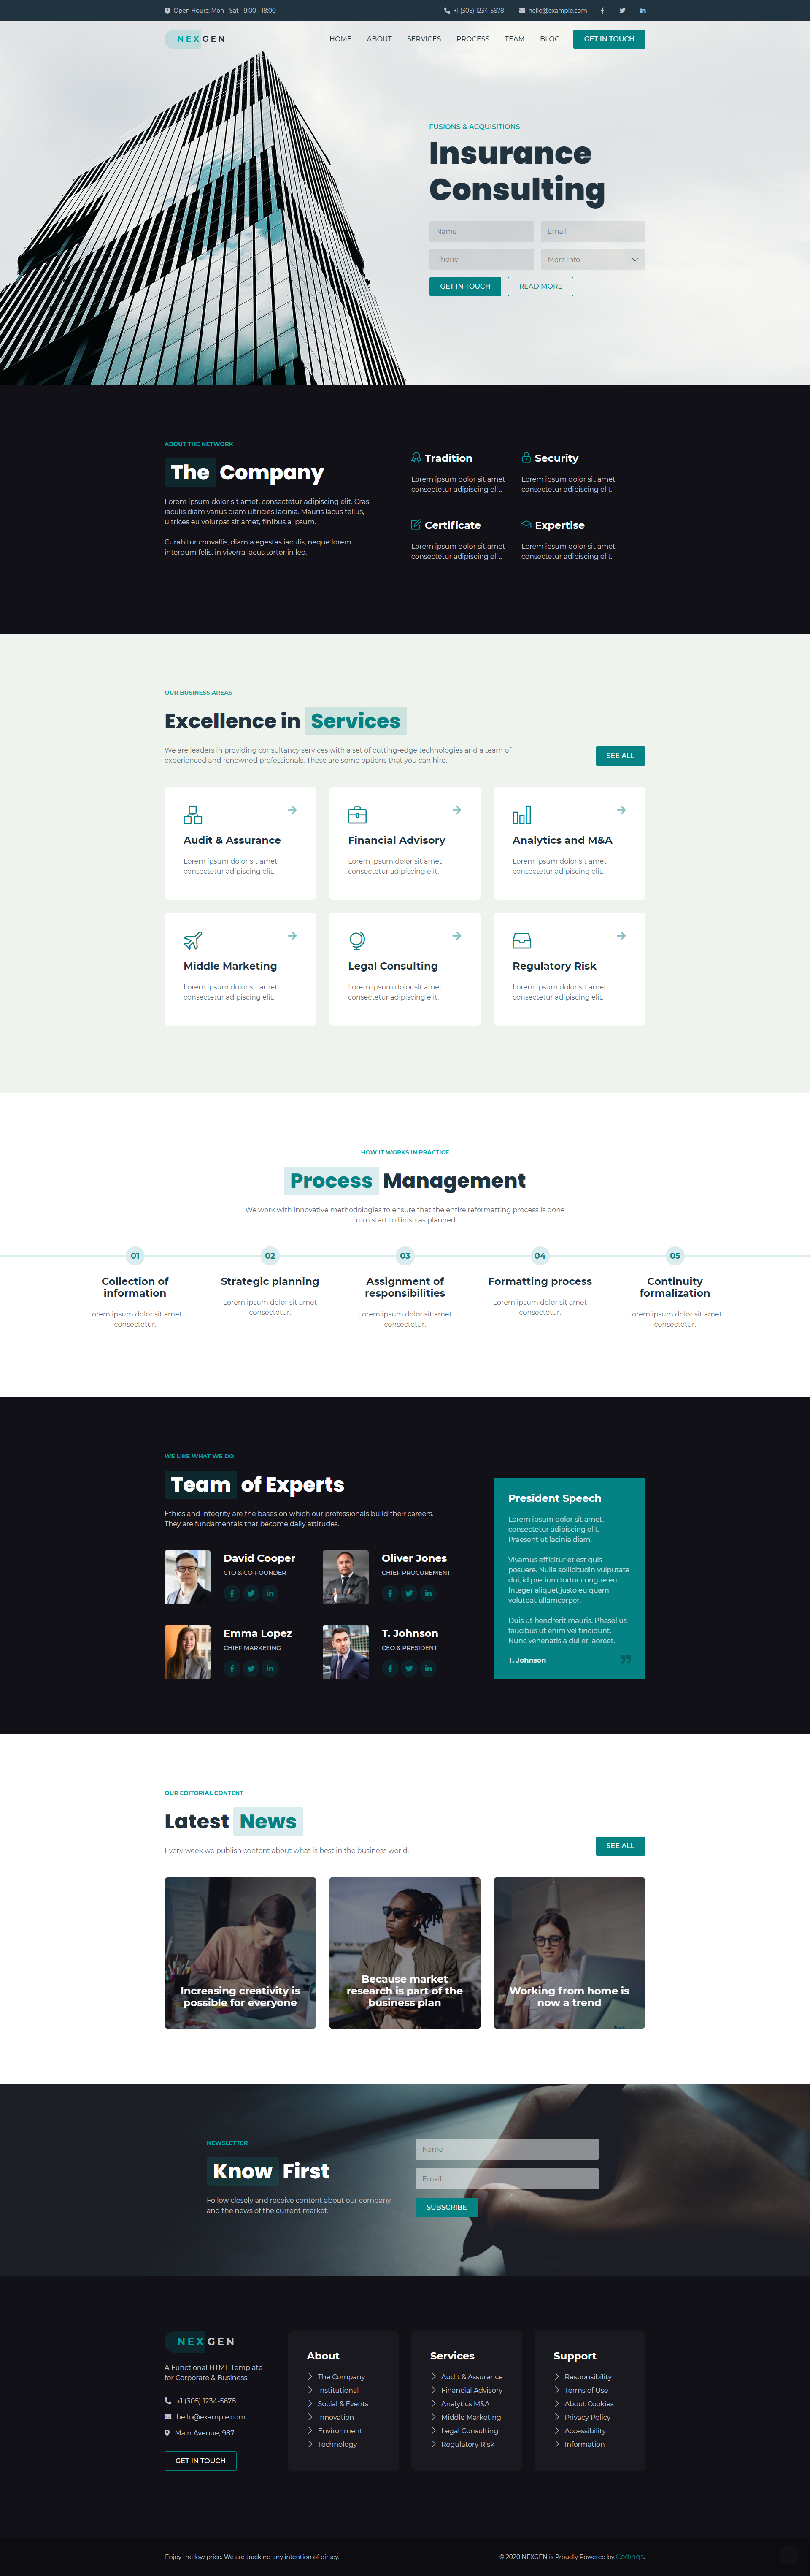 Open Hours: Mon - Sat - 9:00 - 18:00
+1 (305) 1234-5678
hello@example.com
NEXGEN
HOME
ABOUT
SERVICES
PROCESS
TEAM
BLOG
GET IN TOUCH
FUSIONS & ACQUISITIONS
Insurance
Consulting
Name
Email
Phone
More Info
GET IN TOUCH
READ MORE
ABOUT THE NETWORK
The Company
Lorem ipsum dolor sit amet, consectetur adipiscing elit. Cras
iaculis diam varius diam ultricies lacinia. Mauris lacus tellus,
ultrices eu volutpat sit amet, finibus a ipsum.
Curabitur convallis, diam a egestas iaculis, neque lorem
interdum felis, in viverra lacus tortor in leo.
Tradition
Lorem ipsum dolor sit amet
consectetur adipiscing elit.
Security
Lorem ipsum dolor sit amet
consectetur adipiscing elit.
Certificate
Lorem ipsum dolor sit amet
consectetur adipiscing elit.
Expertise
Lorem ipsum dolor sit amet
consectetur adipiscing elit.
OUR BUSINESS AREAS
Excellence in Services
We are leaders in providing consultancy services with a set of cutting-edge technologies and a team of
experienced and renowned professionals. These are some options that you can hire.
SEE ALL
Audit & Assurance
Lorem ipsum dolor sit amet
consectetur adipiscing elit.
Financial Advisory
Lorem ipsum dolor sit amet
consectetur adipiscing elit.
Analytics and M&A
Lorem ipsum dolor sit amet
consectetur adipiscing elit.
Middle Marketing
Lorem ipsum dolor sit amet
consectetur adipiscing elit.
Legal Consulting
Lorem ipsum dolor sit amet
consectetur adipiscing elit.
Regulatory Risk
Lorem ipsum dolor sit amet
consectetur adipiscing elit.
HOW IT WORKS IN PRACTICE
Process Management
We work with innovative methodologies to ensure that the entire reformatting process is done
from start to finish as planned.
01
Collection of
information
Lorem ipsum dolor sit amet
consectetur.
02
Strategic planning
Lorem ipsum dolor sit amet
consectetur.
03
Assignment of
responsibilities
Lorem ipsum dolor sit amet
consectetur.
04
Formatting process
Lorem ipsum dolor sit amet
consectetur.
05
Continuity
formalization
Lorem ipsum dolor sit amet
consectetur.
WE LIKE WHAT WE DO
Team of Experts
Ethics and integrity are the bases on which our professionals build their careers.
They are fundamentals that become daily attitudes.
David Cooper
CTO & CO-FOUNDER
Oliver Jones
CHIEF PROCUREMENT
Emma Lopez
CHIEF MARKETING
T. Johnson
CEO & PRESIDENT
President Speech
Lorem ipsum dolor sit amet,
consectetur adipiscing elit.
Praesent ut lacinia diam.
Vivamus efficitur et est quis
posuere. Nulla sollicitudin vulputate
dui, id pretium tortor congue eu.
Integer aliquet justo eu quam
volutpat ullamcorper.
Duis ut hendrerit mauris. Phasellus
faucibus ut enim vel tincidunt.
Nunc venenatis a dui et laoreet.
T. Johnson
OUR EDITORIAL CONTENT
Latest News
Every week we publish content about what is best in the business world.
SEE ALL
Increasing creativity is
possible for everyone
Because market
research is part of the
business plan
Working from home is
now a trend
NEWSLETTER
Know First
Follow closely and receive content about our company
and the news of the current market.
Name
Email
SUBSCRIBE
NEXGEN
A Functional HTML Template
for Corporate & Business.
+1 (305) 1234-5678
hello@example.com
Main Avenue, 987
GET IN TOUCH
About
The Company
Institutional
Social & Events
Innovation
Environment
Technology
Services
Audit & Assurance
Financial Advisory
Analytics M&A
Middle Marketing
Legal Consulting
Regulatory Risk
Support
Responsibility
Terms of Use
About Cookies
Privacy Policy
Accessibility
Information
Enjoy the low price. We are tracking any intention of piracy.
© 2020 NEXGEN is Proudly Powered by Codings.